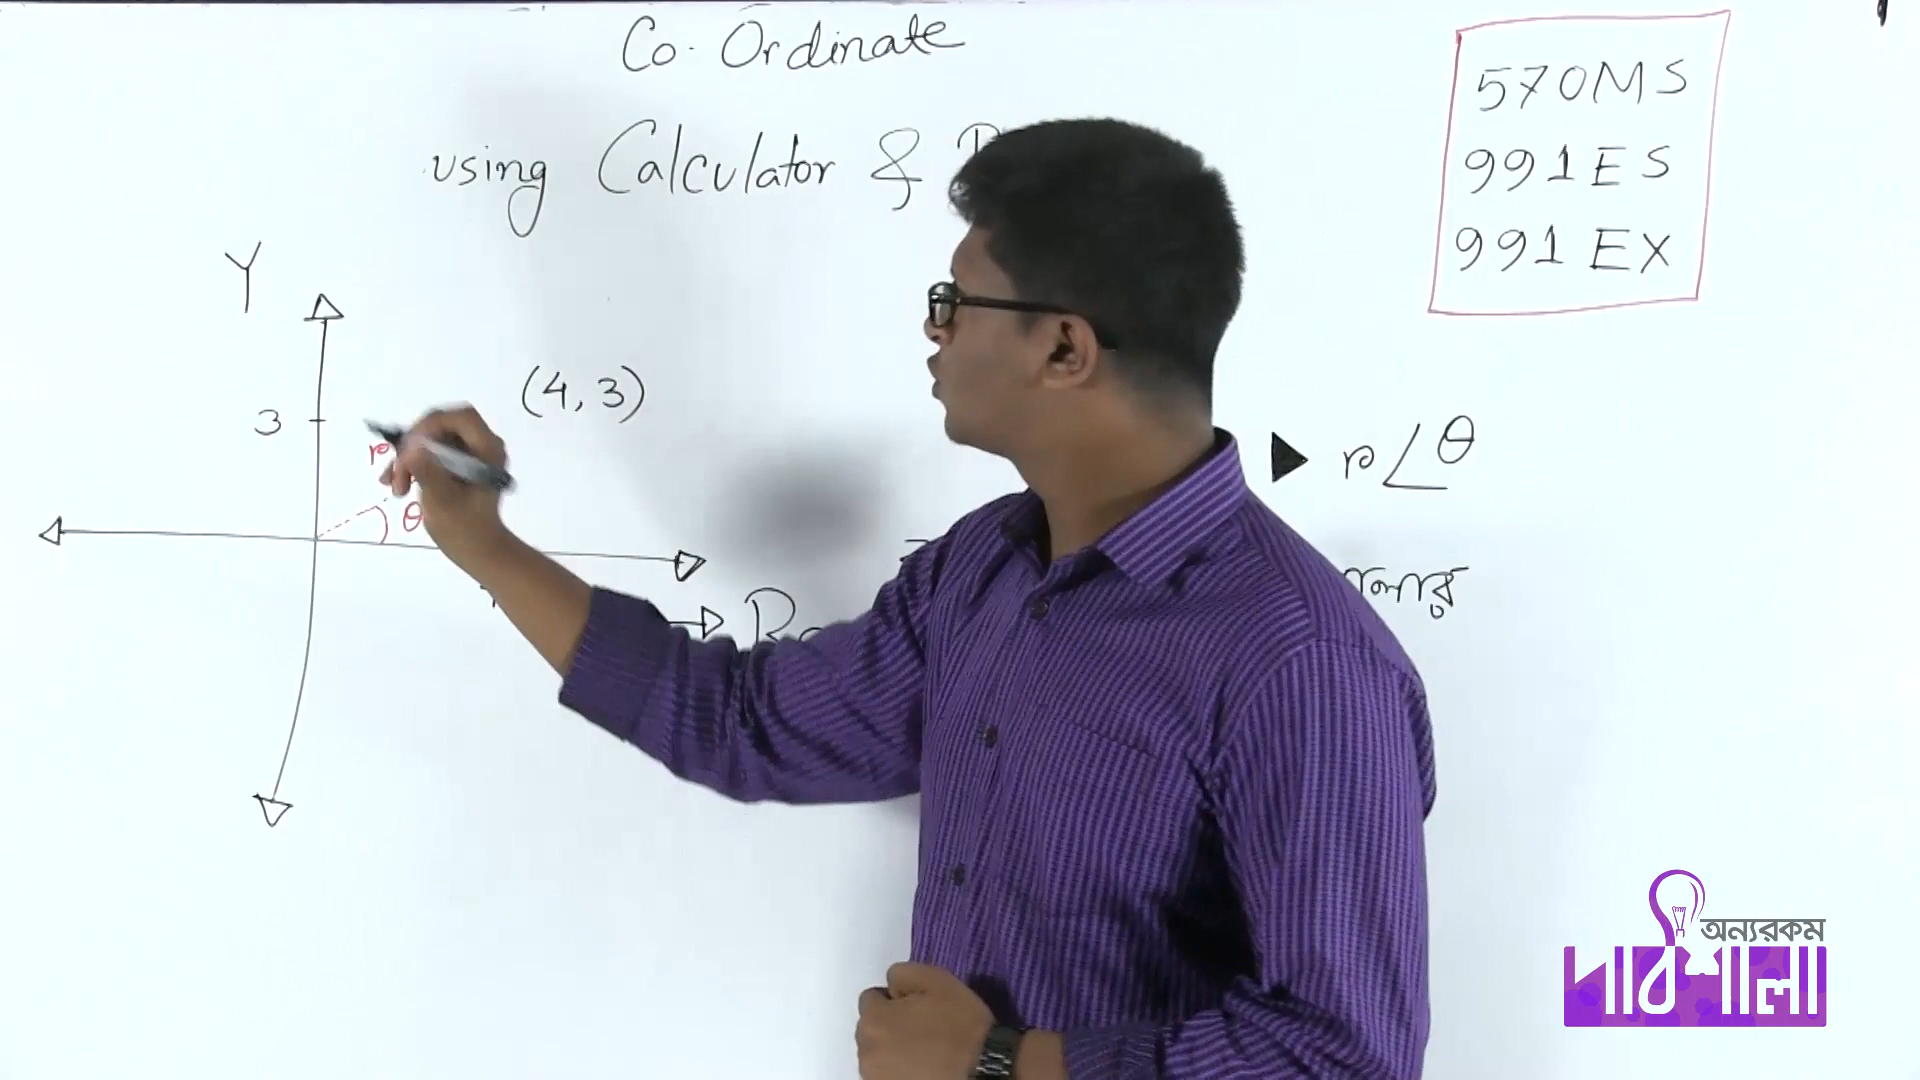 Co-Ordinate
using Calculator &
570MS
991ES
991EX
Y
(4, 3)
3
r
θ
r∠θ
অন্যরকম
পাঠশালা